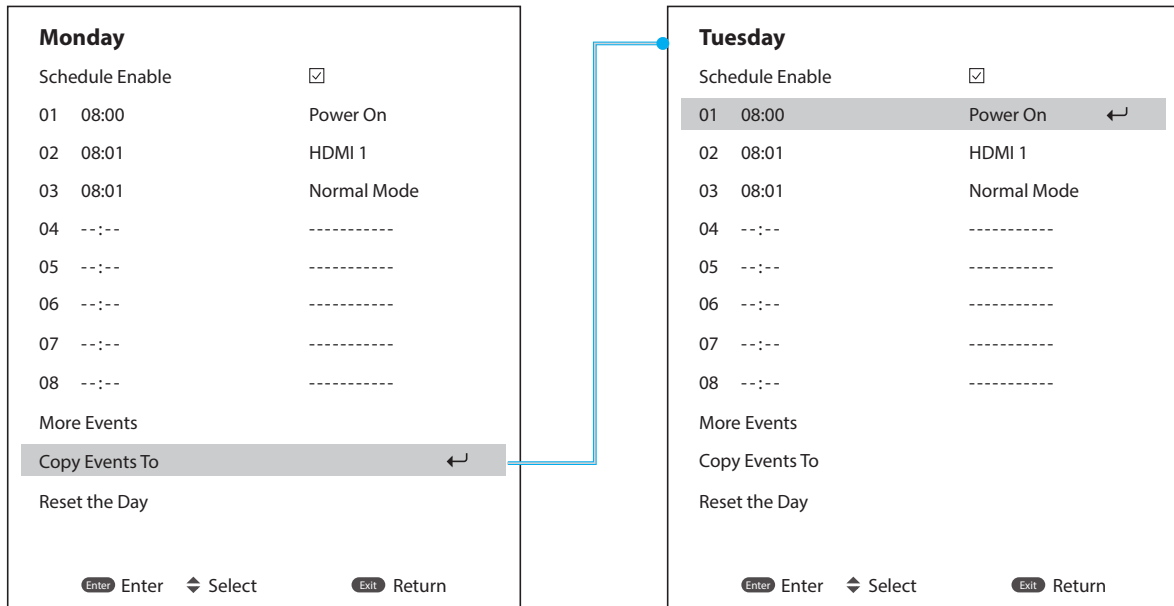 Monday
Schedule Enable ☑
01 08:00 Power On
02 08:01 HDMI 1
03 08:01 Normal Mode
04 --:-- -----------
05 --:-- -----------
06 --:-- -----------
07 --:-- -----------
08 --:-- -----------
More Events
Copy Events To
Reset the Day
Enter Enter Select Exit Return
Tuesday
Schedule Enable ☑
01 08:00 Power On
02 08:01 HDMI 1
03 08:01 Normal Mode
04 --:-- -----------
05 --:-- -----------
06 --:-- -----------
07 --:-- -----------
08 --:-- -----------
More Events
Copy Events To
Reset the Day
Enter Enter Select Exit Return